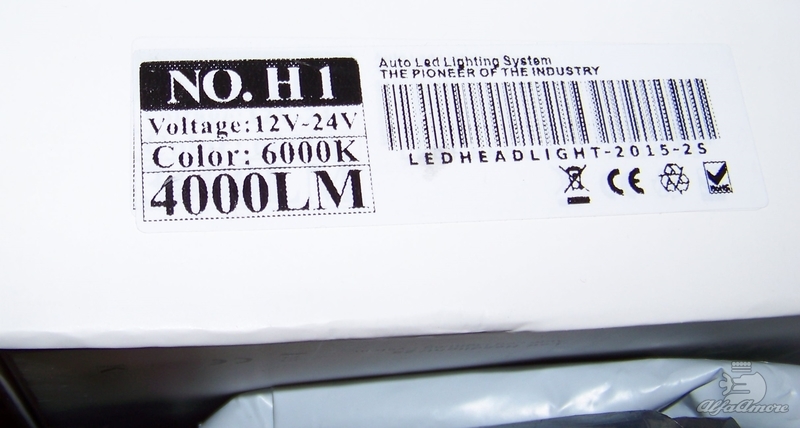 NO. H1
Voltage:12V-24V
Color: 6000K
4000LM
Auto Led Lighting System
THE PIONEER OF THE INDUSTRY
LEDHEADLIGHT-2015-2S
CE
RoHS
AlfaAmore